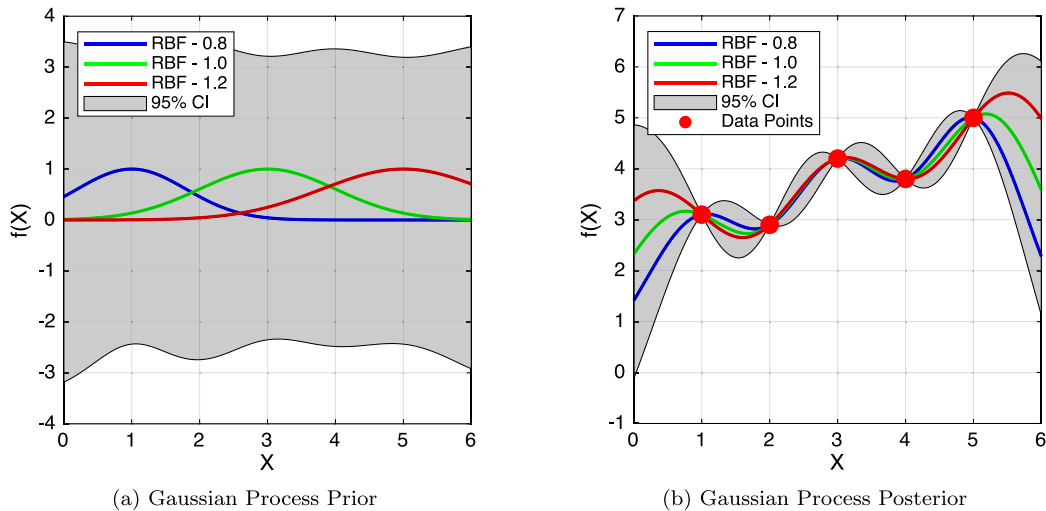 4
3
2
1
0
-1
-2
-3
-4
f(X)
RBF - 0.8
RBF - 1.0
RBF - 1.2
95% CI
0 1 2 3 4 5 6
X
(a) Gaussian Process Prior
7
6
5
4
3
2
1
0
-1
f(X)
RBF - 0.8
RBF - 1.0
RBF - 1.2
95% CI
Data Points
0 1 2 3 4 5 6
X
(b) Gaussian Process Posterior